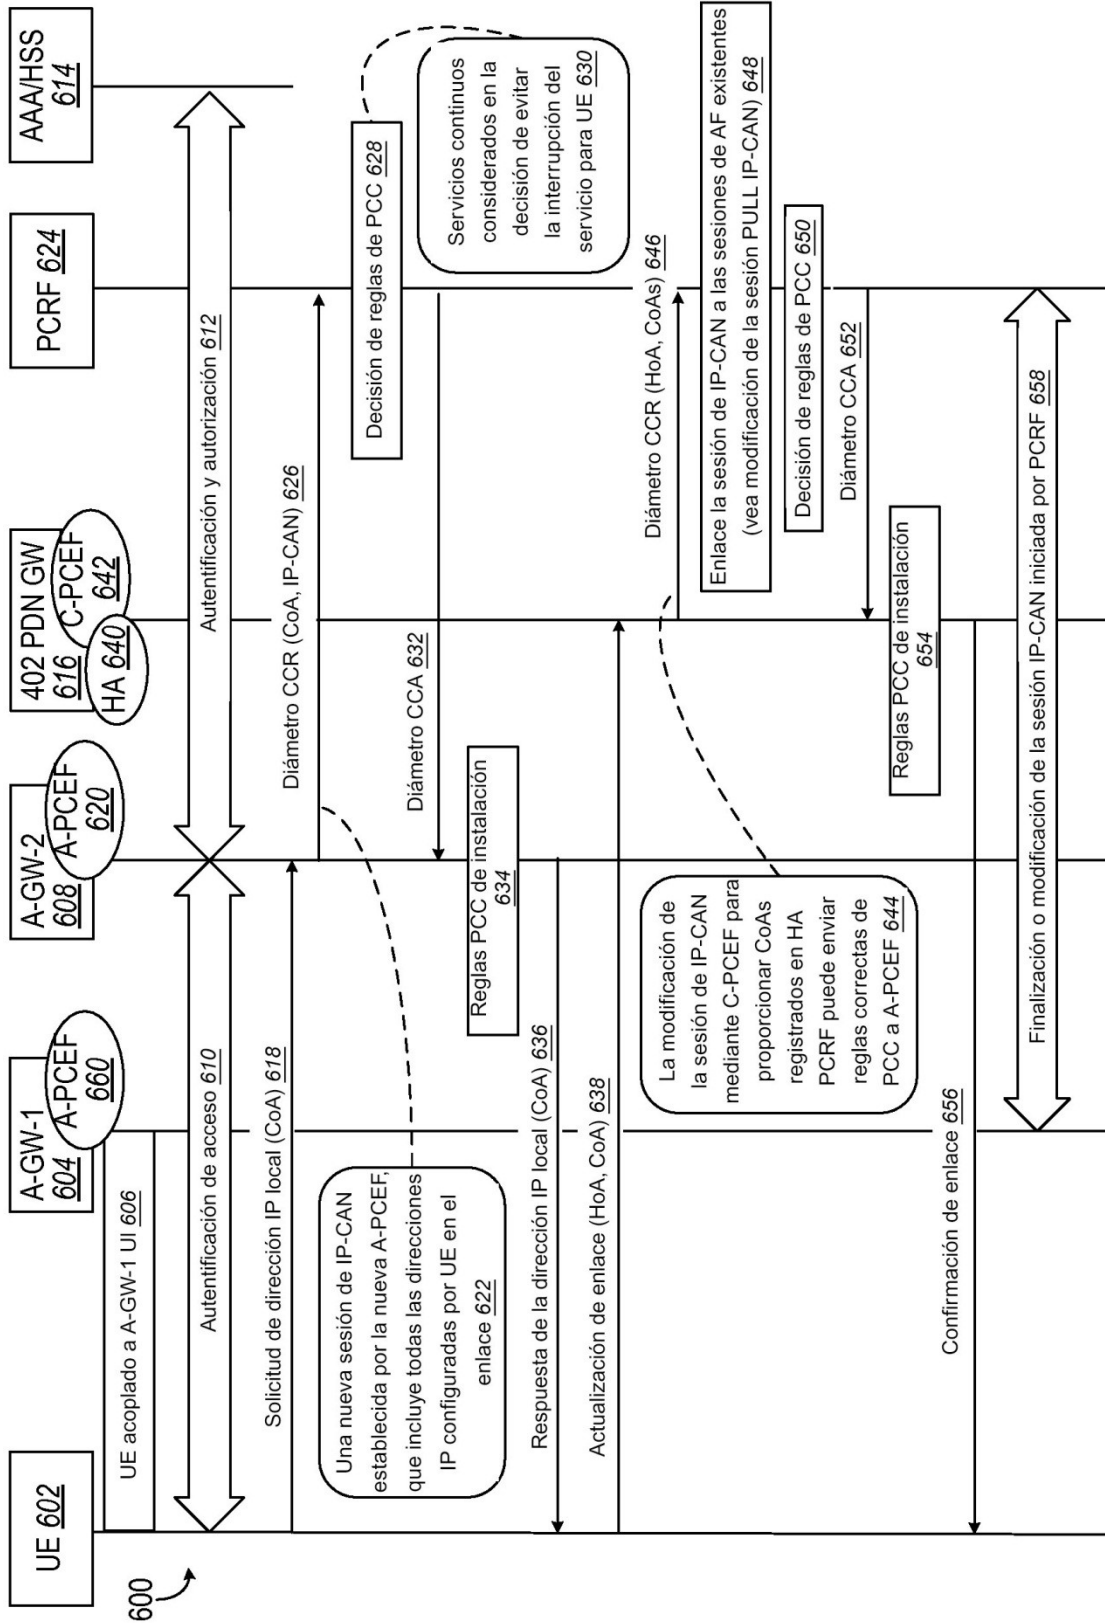 600
UE 602
A-GW-1
604
A-PCEF
660
A-GW-2
608
A-PCEF
620
402 PDN GW
616
C-PCEF
642
HA 640
PCRF 624
AAA/HSS
614
UE acoplado a A-GW-1 UI 606
Autentificación de acceso 610
Autentificación y autorización 612
Solicitud de dirección IP local (CoA) 618
Diámetro CCR (CoA, IP-CAN) 626
Una nueva sesión de IP-CAN
establecida por la nueva A-PCEF,
que incluye todas las direcciones
IP configuradas por UE en el
enlace 622
Decisión de reglas de PCC 628
Servicios continuos
considerados en la
decisión de evitar
la interrupción del
servicio para UE 630
Diámetro CCA 632
Reglas PCC de instalación
634
Respuesta de la dirección IP local (CoA) 636
Actualización de enlace (HoA, CoA) 638
Diámetro CCR (HoA, CoAs) 646
La modificación de
la sesión de IP-CAN
mediante C-PCEF para
proporcionar CoAs
registrados en HA
PCRF puede enviar
reglas correctas de
PCC a A-PCEF 644
Enlace la sesión de IP-CAN a las sesiones de AF existentes
(vea modificación de la sesión PULL IP-CAN) 648
Decisión de reglas de PCC 650
Diámetro CCA 652
Reglas PCC de instalación
654
Confirmación de enlace 656
Finalización o modificación de la sesión IP-CAN iniciada por PCRF 658